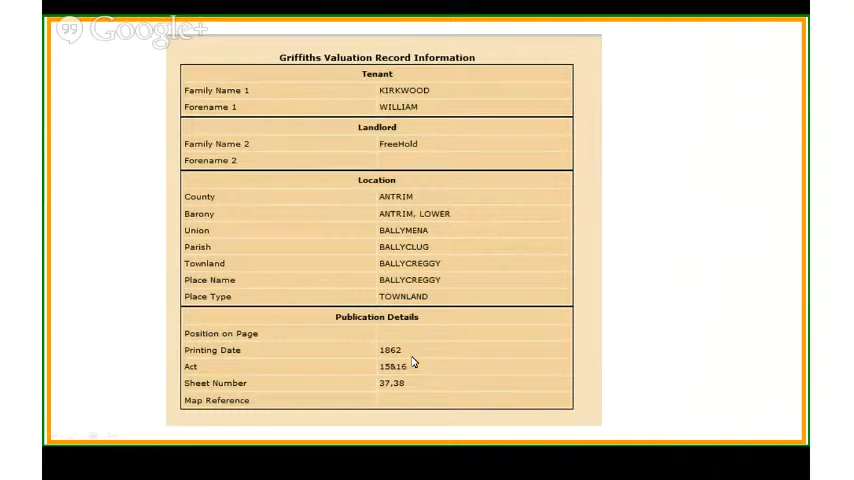 Google+
Griffiths Valuation Record Information
Tenant
Family Name 1 KIRKWOOD
Forename 1 WILLIAM
Landlord
Family Name 2 FreeHold
Forename 2
Location
County ANTRIM
Barony ANTRIM, LOWER
Union BALLYMENA
Parish BALLYCLUG
Townland BALLYCREGGY
Place Name BALLYCREGGY
Place Type TOWNLAND
Publication Details
Position on Page
Printing Date 1862
Act 15&16
Sheet Number 37,38
Map Reference